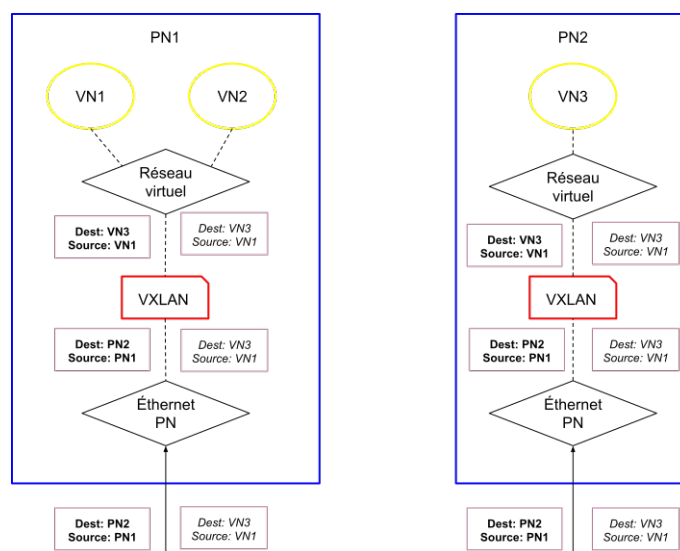 PN1
VN1
VN2
Réseau
virtuel
Dest: VN3
Source: VN1
Dest: VN3
Source: VN1
VXLAN
Dest: PN2
Source: PN1
Dest: VN3
Source: VN1
Éthernet
PN
Dest: PN2
Source: PN1
Dest: VN3
Source: VN1
PN2
VN3
Réseau
virtuel
Dest: VN3
Source: VN1
Dest: VN3
Source: VN1
VXLAN
Dest: PN2
Source: PN1
Dest: VN3
Source: VN1
Éthernet
PN
Dest: PN2
Source: PN1
Dest: VN3
Source: VN1